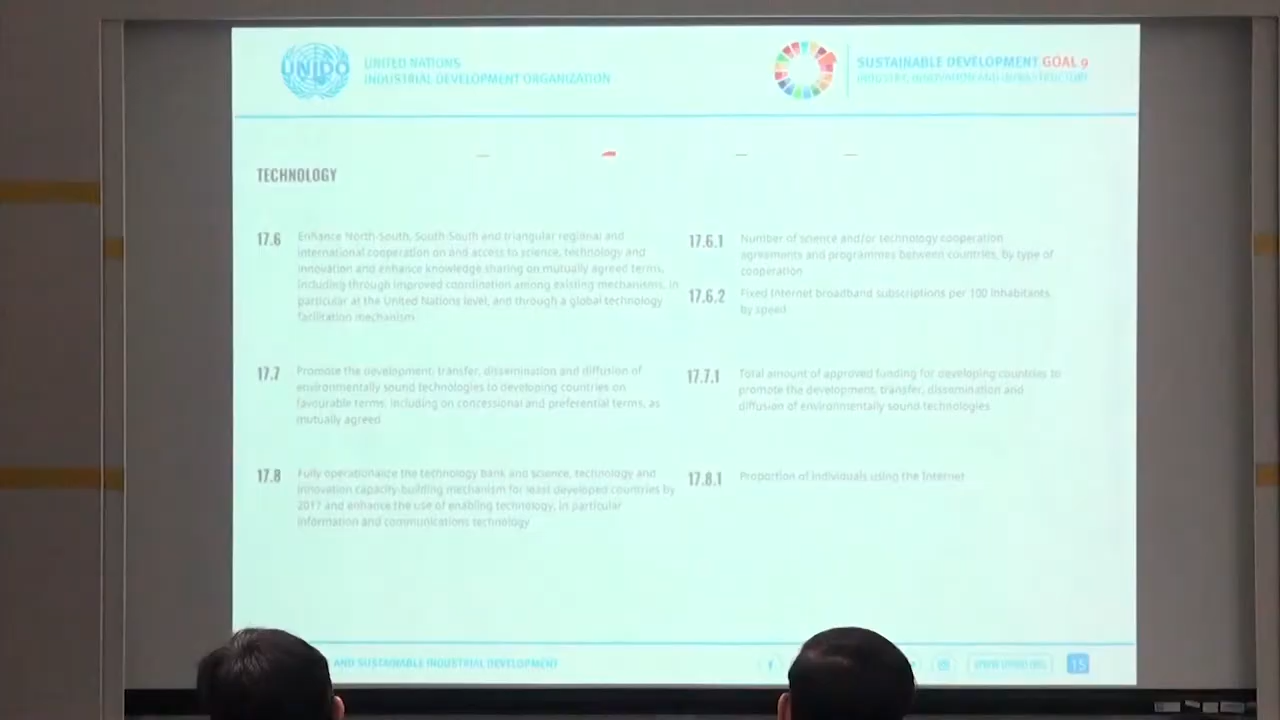 UNIDO
UNITED NATIONS
INDUSTRIAL DEVELOPMENT ORGANIZATION
SUSTAINABLE DEVELOPMENT GOAL 9
INDUSTRY, INNOVATION AND INFRASTRUCTURE
TECHNOLOGY
17.6 Enhance North-South, South-South and triangular regional and
international cooperation on and access to science, technology and
innovation and enhance knowledge sharing on mutually agreed terms,
including through improved coordination among existing mechanisms, in
particular at the United Nations level, and through a global technology
facilitation mechanism
17.6.1 Number of science and/or technology cooperation
agreements and programmes between countries, by type of
cooperation
17.6.2 Fixed Internet broadband subscriptions per 100 inhabitants,
by speed
17.7 Promote the development, transfer, dissemination and diffusion of
environmentally sound technologies to developing countries on
favourable terms, including on concessional and preferential terms, as
mutually agreed
17.7.1 Total amount of approved funding for developing countries to
promote the development, transfer, dissemination and
diffusion of environmentally sound technologies
17.8 Fully operationalize the technology bank and science, technology and
innovation capacity-building mechanism for least developed countries by
2017 and enhance the use of enabling technology, in particular
information and communications technology
17.8.1 Proportion of individuals using the Internet
AND SUSTAINABLE INDUSTRIAL DEVELOPMENT
WWW.UNIDO.ORG
15